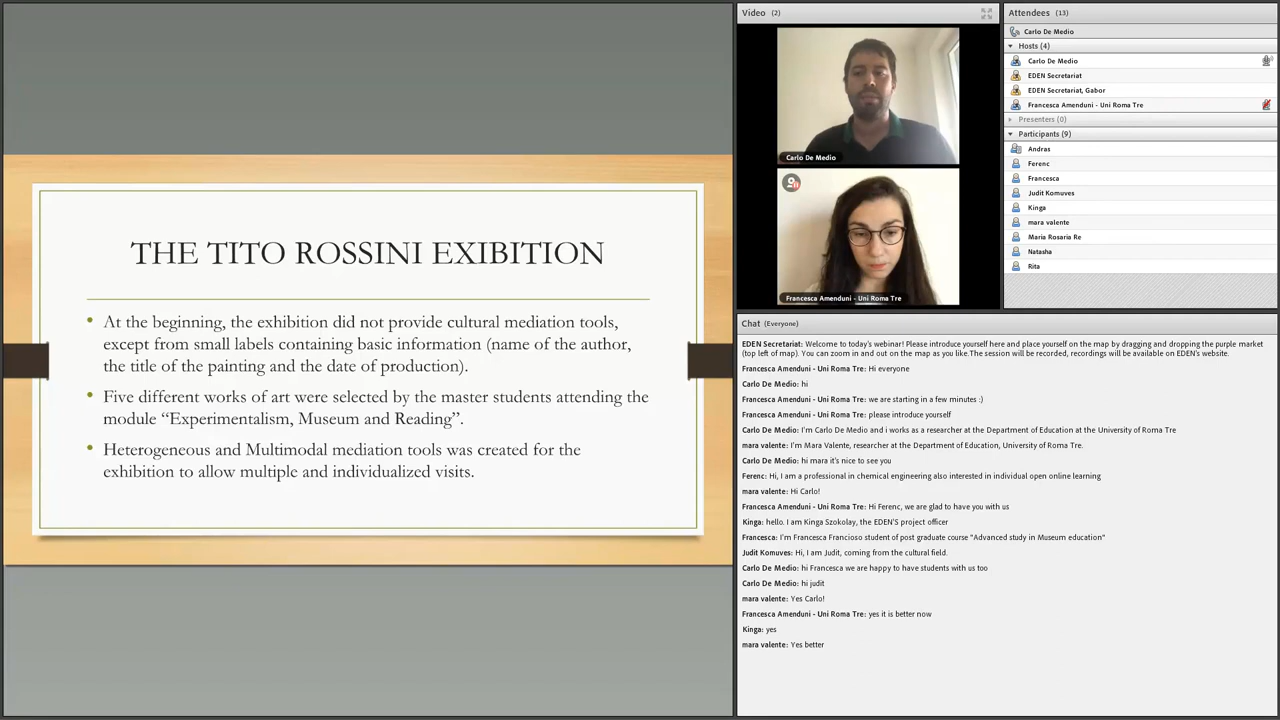 THE TITO ROSSINI EXIBITION
At the beginning, the exhibition did not provide cultural mediation tools,
except from small labels containing basic information (name of the author,
the title of the painting and the date of production).
Five different works of art were selected by the master students attending the
module “Experimentalism, Museum and Reading”.
Heterogeneous and Multimodal mediation tools was created for the
exhibition to allow multiple and individualized visits.
Video (2)
Carlo De Medio
Francesca Amenduni - Uni Roma Tre
Attendees (13)
Carlo De Medio
Hosts (4)
Carlo De Medio
EDEN Secretariat
EDEN Secretariat, Gabor
Francesca Amenduni - Uni Roma Tre
Presenters (0)
Participants (9)
Andras
Ferenc
Francesca
Judit Komuves
Kinga
mara valente
Maria Rosaria Re
Natasha
Rita
Chat (Everyone)
EDEN Secretariat: Welcome to today's webinar! Please introduce yourself here and place yourself on the map by dragging and dropping the purple market
(top left of map). You can zoom in and out on the map as you like.The session will be recorded, recordings will be available on EDEN's website.
Francesca Amenduni - Uni Roma Tre: Hi everyone
Carlo De Medio: hi
Francesca Amenduni - Uni Roma Tre: we are starting in a few minutes :)
Francesca Amenduni - Uni Roma Tre: please introduce yourself
Carlo De Medio: I'm Carlo De Medio and i works as a researcher at the Department of Education at the University of Roma Tre
mara valente: I'm Mara Valente, researcher at the Department of Education, University of Roma Tre.
Carlo De Medio: hi mara it's nice to see you
Ferenc: Hi, I am a professional in chemical engineering also interested in individual open online learning
mara valente: Hi Carlo!
Francesca Amenduni - Uni Roma Tre: Hi Ferenc, we are glad to have you with us
Kinga: hello. I am Kinga Szokolay, the EDEN'S project officer
Francesca: I'm Francesca Francioso student of post graduate course "Advanced study in Museum education"
Judit Komuves: Hi, I am Judit, coming from the cultural field.
Carlo De Medio: hi Francesca we are happy to have students with us too
Carlo De Medio: hi judit
mara valente: Yes Carlo!
Francesca Amenduni - Uni Roma Tre: yes it is better now
Kinga: yes
mara valente: Yes better